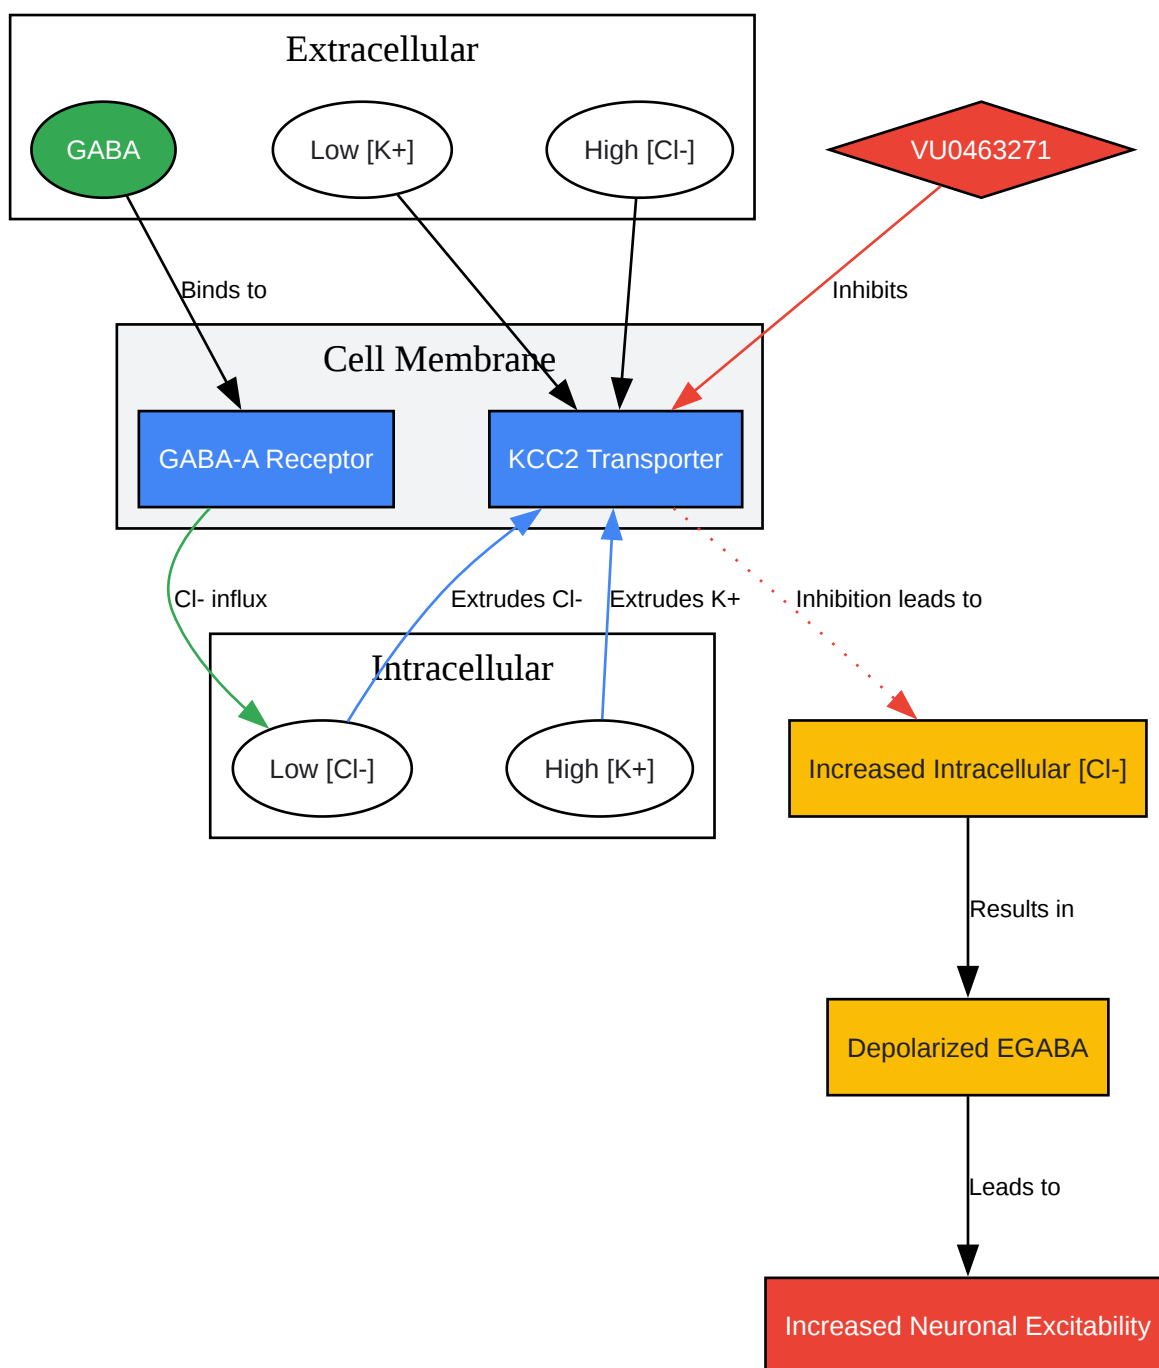 Extracellular
GABA
Low [K+]
High [Cl-]
VU0463271
Binds to
Inhibits
Cell Membrane
GABA-A Receptor
KCC2 Transporter
Cl- influx
Extrudes Cl-
Extrudes K+
Inhibition leads to
Intracellular
Low [Cl-]
High [K+]
Increased Intracellular [Cl-]
Results in
Depolarized EGABA
Leads to
Increased Neuronal Excitability